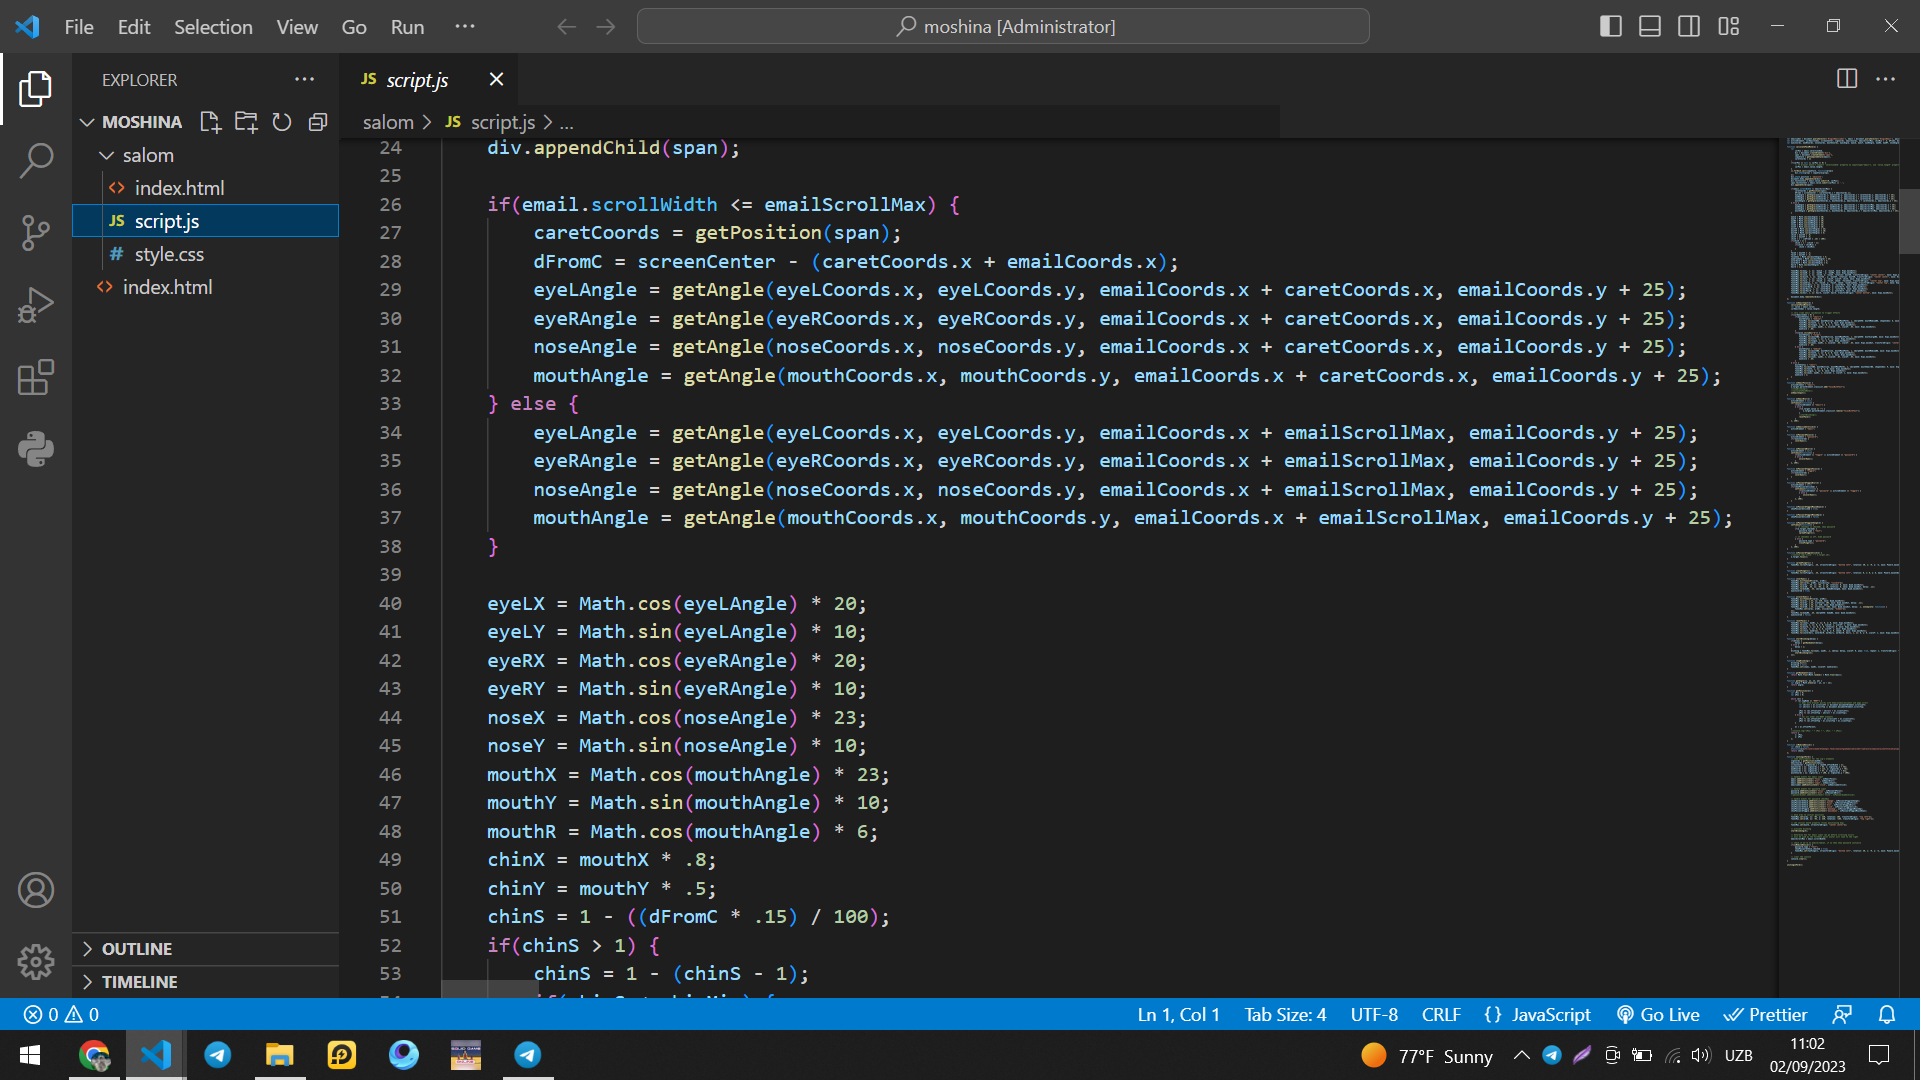 File Edit Selection View Go Run ···
moshina [Administrator]
EXPLORER
MOSHINA
salom
index.html
JS script.js
# style.css
index.html
OUTLINE
TIMELINE
JS script.js
salom > JS script.js > ...
24 div.appendChild(span);
25
26 if(email.scrollWidth <= emailScrollMax) {
27 caretCoords = getPosition(span);
28 dFromC = screenCenter - (caretCoords.x + emailCoords.x);
29 eyeLAngle = getAngle(eyeLCoords.x, eyeLCoords.y, emailCoords.x + caretCoords.x, emailCoords.y + 25);
30 eyeRAngle = getAngle(eyeRCoords.x, eyeRCoords.y, emailCoords.x + caretCoords.x, emailCoords.y + 25);
31 noseAngle = getAngle(noseCoords.x, noseCoords.y, emailCoords.x + caretCoords.x, emailCoords.y + 25);
32 mouthAngle = getAngle(mouthCoords.x, mouthCoords.y, emailCoords.x + caretCoords.x, emailCoords.y + 25);
33 } else {
34 eyeLAngle = getAngle(eyeLCoords.x, eyeLCoords.y, emailCoords.x + emailScrollMax, emailCoords.y + 25);
35 eyeRAngle = getAngle(eyeRCoords.x, eyeRCoords.y, emailCoords.x + emailScrollMax, emailCoords.y + 25);
36 noseAngle = getAngle(noseCoords.x, noseCoords.y, emailCoords.x + emailScrollMax, emailCoords.y + 25);
37 mouthAngle = getAngle(mouthCoords.x, mouthCoords.y, emailCoords.x + emailScrollMax, emailCoords.y + 25);
38 }
39
40 eyeLX = Math.cos(eyeLAngle) * 20;
41 eyeLY = Math.sin(eyeLAngle) * 10;
42 eyeRX = Math.cos(eyeRAngle) * 20;
43 eyeRY = Math.sin(eyeRAngle) * 10;
44 noseX = Math.cos(noseAngle) * 23;
45 noseY = Math.sin(noseAngle) * 10;
46 mouthX = Math.cos(mouthAngle) * 23;
47 mouthY = Math.sin(mouthAngle) * 10;
48 mouthR = Math.cos(mouthAngle) * 6;
49 chinX = mouthX * .8;
50 chinY = mouthY * .5;
51 chinS = 1 - ((dFromC * .15) / 100);
52 if(chinS > 1) {
53 chinS = 1 - (chinS - 1);
0 0
Ln 1, Col 1 Tab Size: 4 UTF-8 CRLF {} JavaScript Go Live Prettier
77°F Sunny
UZB
11:02
02/09/2023